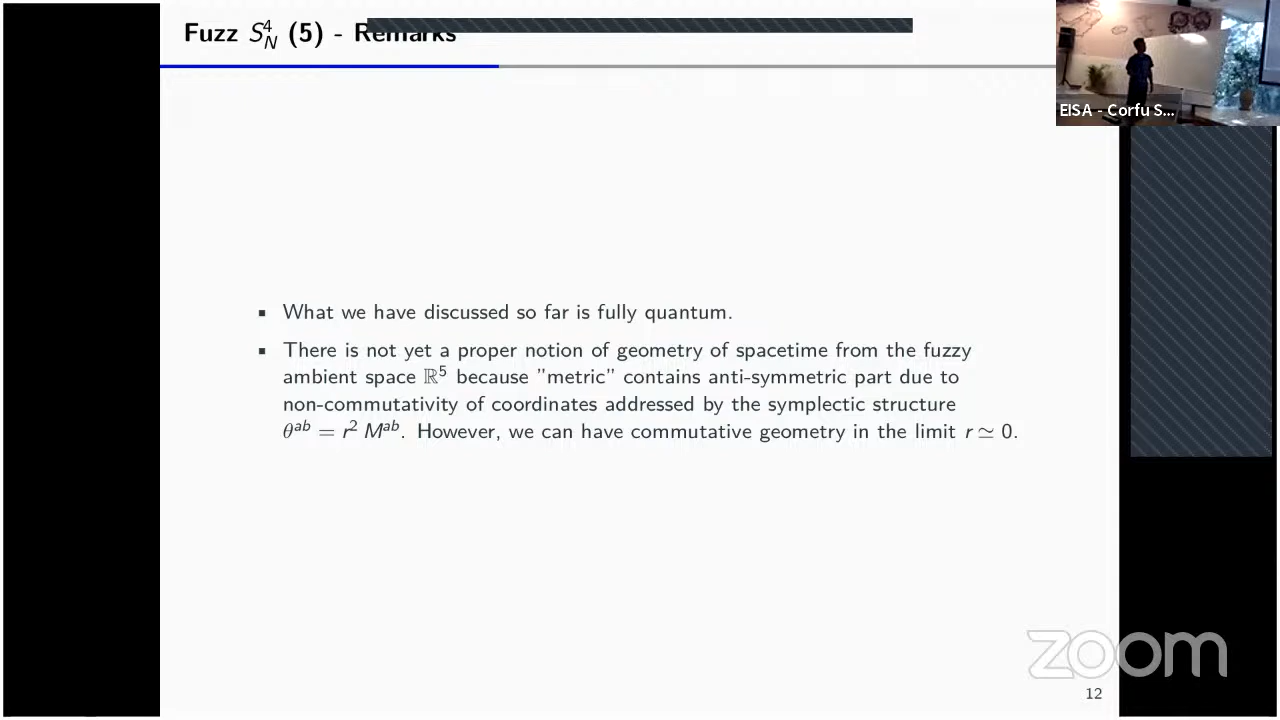 Fuzz S⁴_N (5) - Remarks
EISA - Corfu S...
▪ What we have discussed so far is fully quantum.
▪ There is not yet a proper notion of geometry of spacetime from the fuzzy
ambient space ℝ⁵ because ”metric” contains anti-symmetric part due to
non-commutativity of coordinates addressed by the symplectic structure
θᵃᵇ = r² Mᵃᵇ. However, we can have commutative geometry in the limit r ≃ 0.
zoom
12